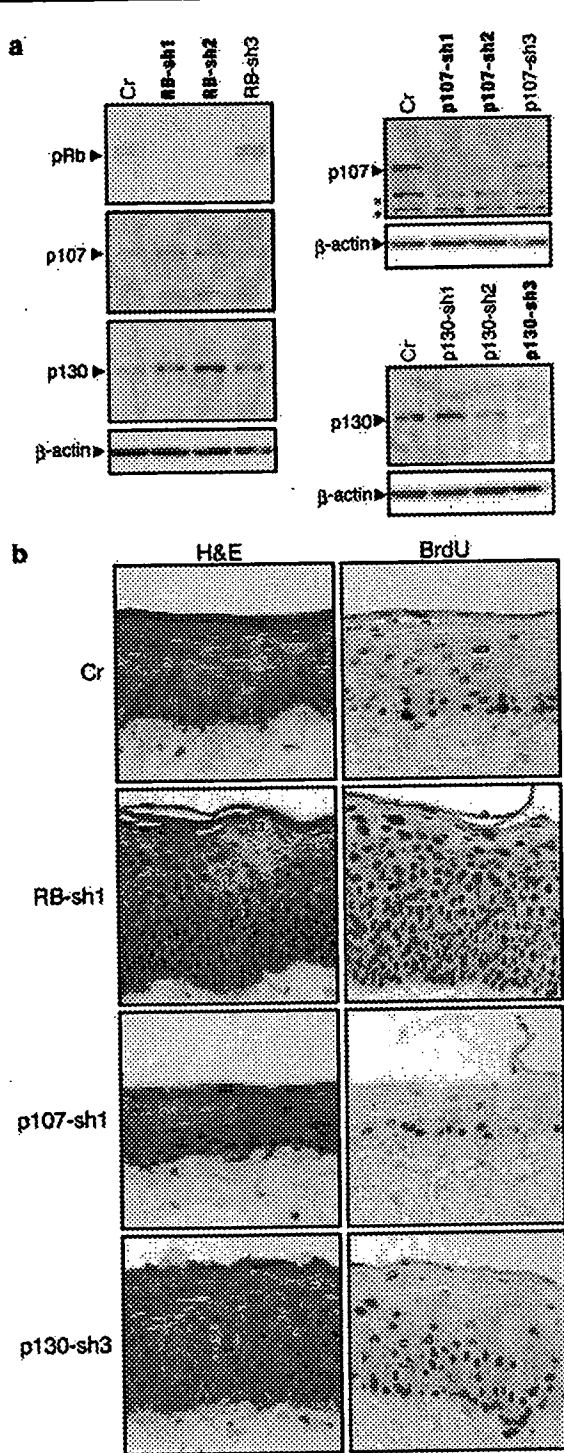 a
Cr RB-sh1 RB-sh2 RB-sh3
pRb
p107
p130
β-actin
Cr p107-sh1 p107-sh2 p107-sh3
p107
*
*
β-actin
Cr p130-sh1 p130-sh2 p130-sh3
p130
β-actin
b
H&E BrdU
Cr
RB-sh1
p107-sh1
p130-sh3